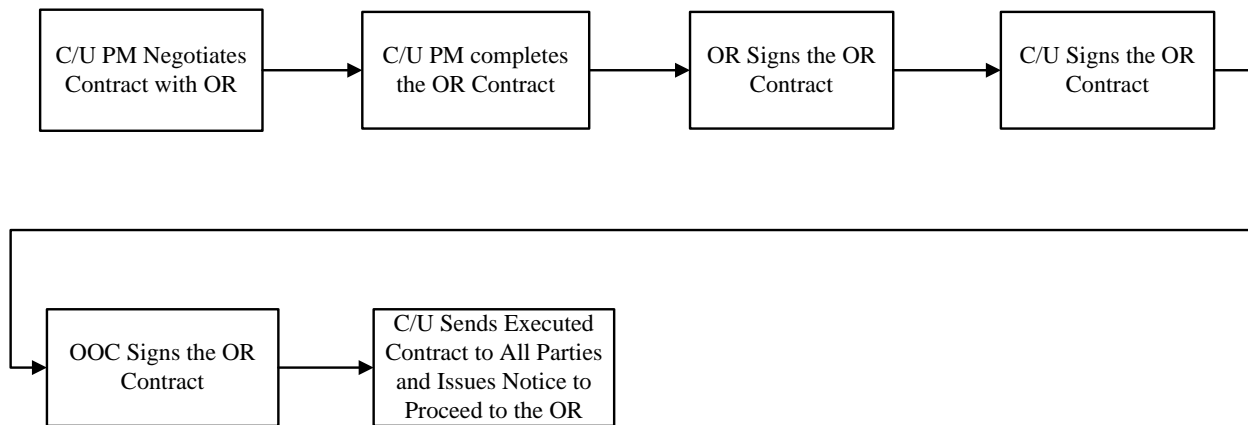 C/U PM Negotiates
Contract with OR
C/U PM completes
the OR Contract
OR Signs the OR
Contract
C/U Signs the OR
Contract
OOC Signs the OR
Contract
C/U Sends Executed
Contract to All Parties
and Issues Notice to
Proceed to the OR